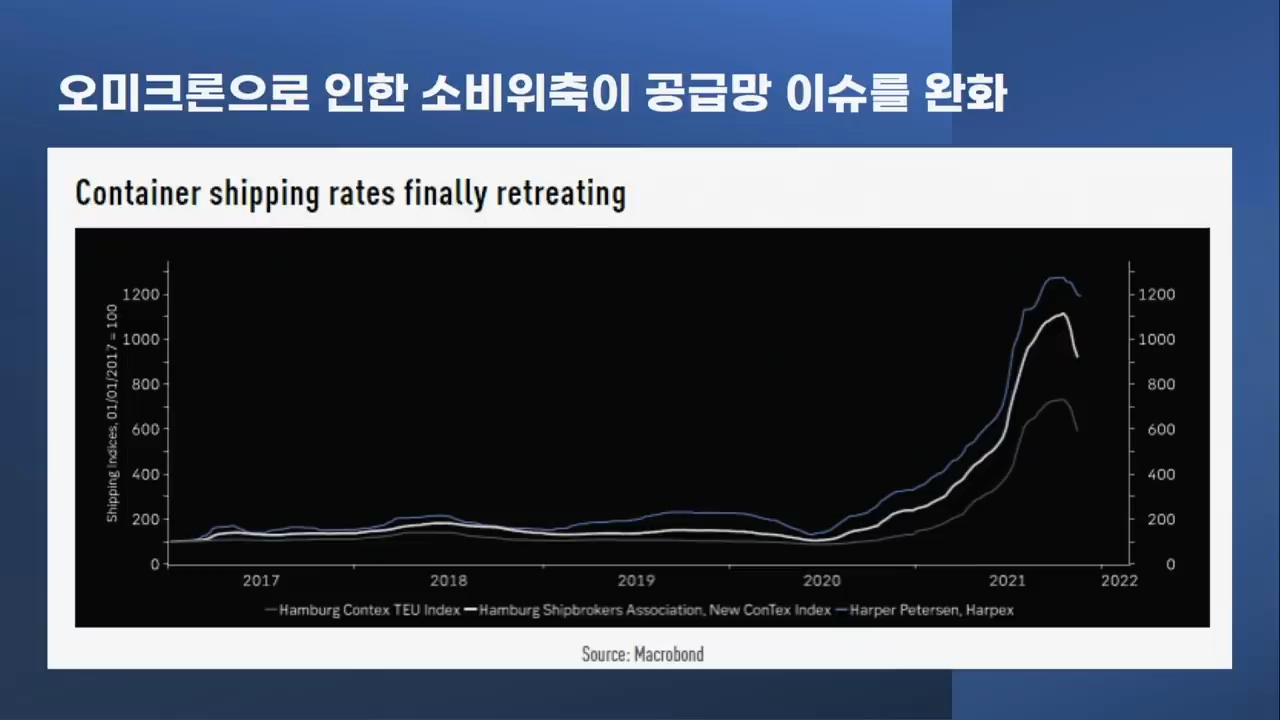 오미크론으로 인한 소비위축이 공급망 이슈를 완화
Container shipping rates finally retreating
Shipping Indices, 01/01/2017 = 100
1200 1200
1000 1000
800 800
600 600
400 400
200 200
0 0
2017 2018 2019 2020 2021 2022
Hamburg Contex TEU Index Hamburg Shipbrokers Association, New ConTex Index Harper Petersen, Harpex
Source: Macrobond